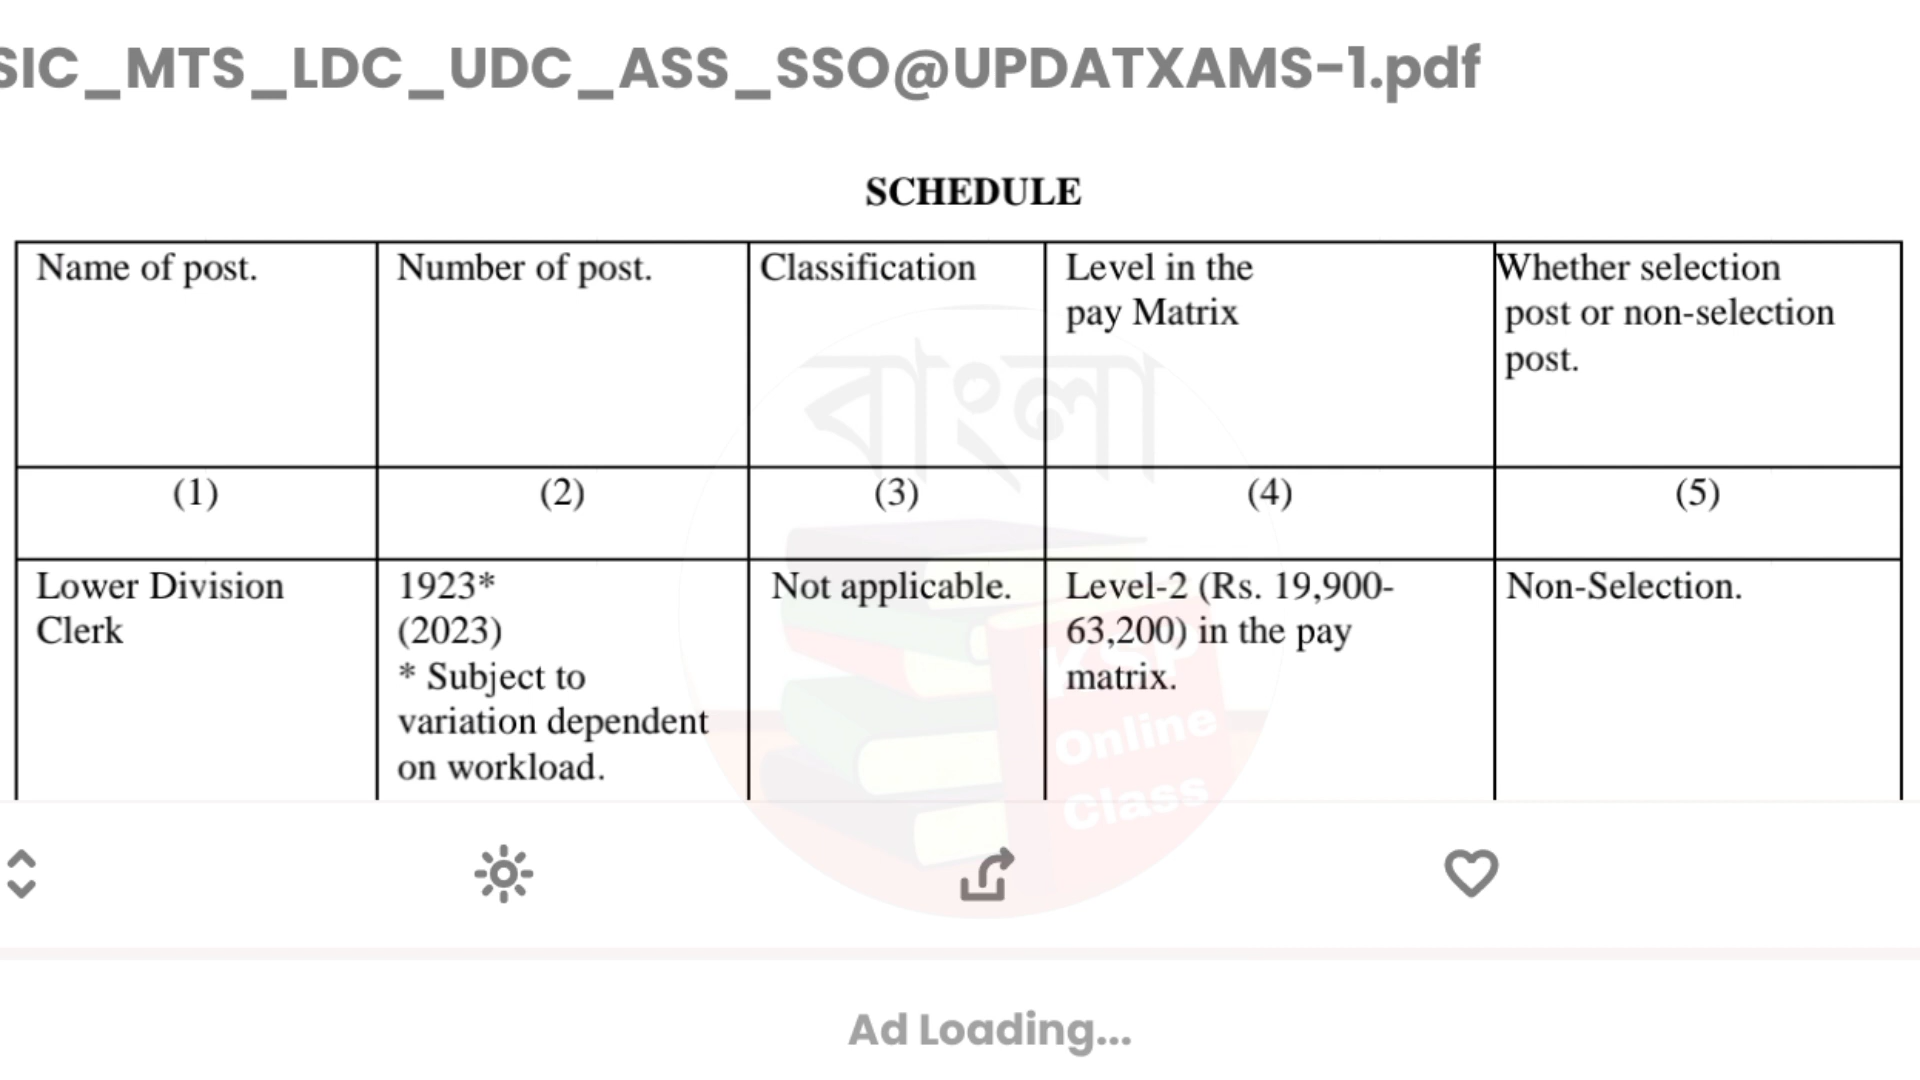 SIC_MTS_LDC_UDC_ASS_SSO@UPDATXAMS-1.pdf
SCHEDULE
Name of post.
Number of post.
Classification
Level in the
pay Matrix
Whether selection
post or non-selection
post.
(1)
(2)
(3)
(4)
(5)
Lower Division
Clerk
1923*
(2023)
* Subject to
variation dependent
on workload.
Not applicable.
Level-2 (Rs. 19,900-
63,200) in the pay
matrix.
Non-Selection.
বাংলা
KSP
Online
Class
Ad Loading...